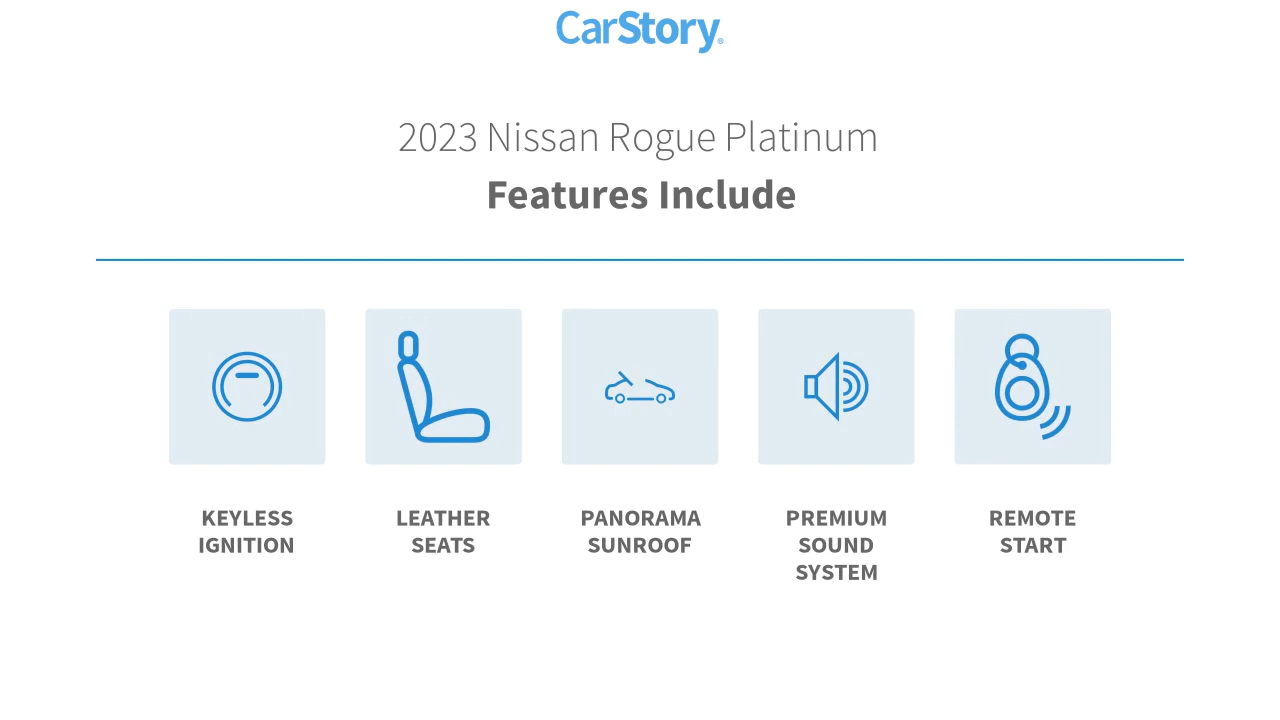 CarStory®
2023 Nissan Rogue Platinum
Features Include
KEYLESS
IGNITION
LEATHER
SEATS
PANORAMA
SUNROOF
PREMIUM
SOUND
SYSTEM
REMOTE
START